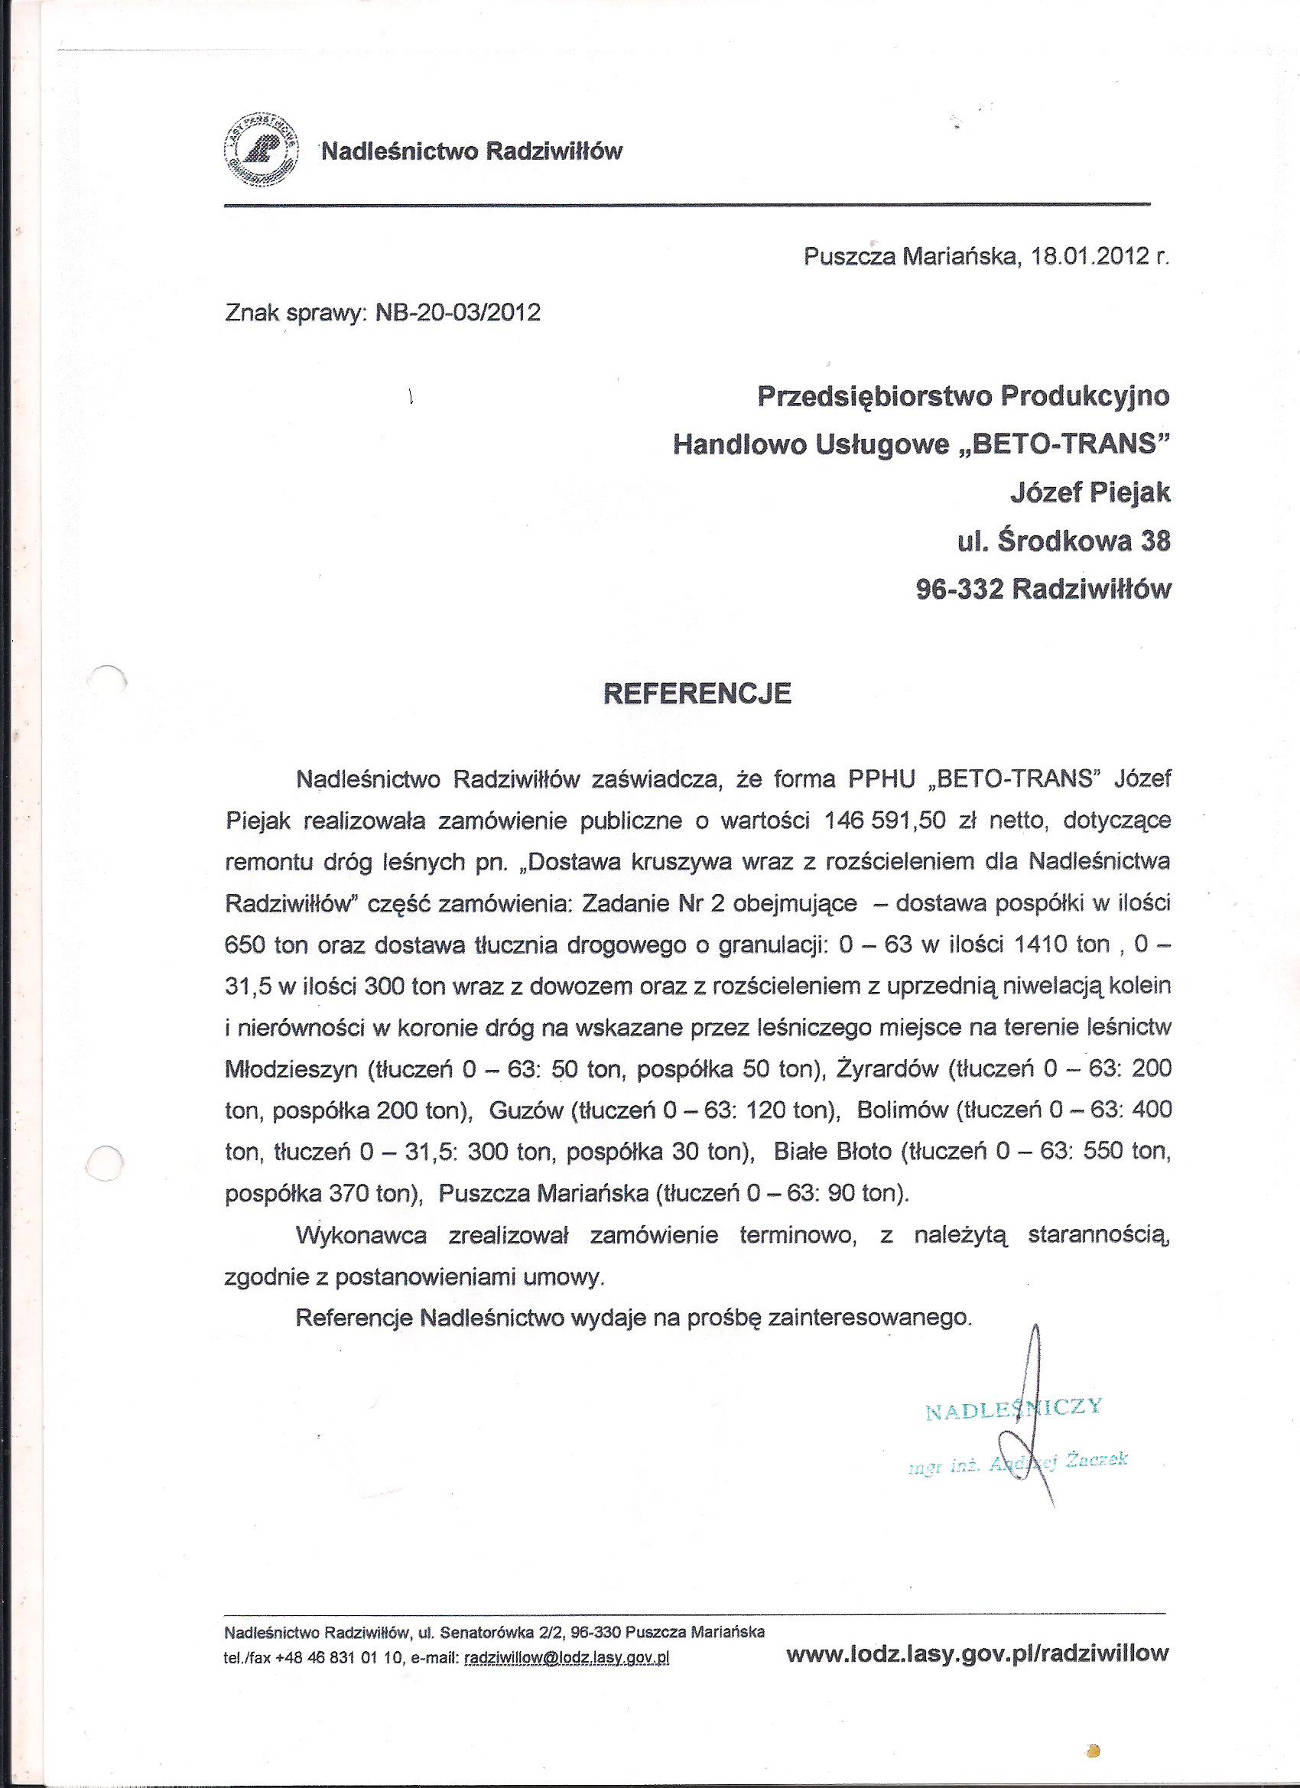 LASY PAŃSTWOWE
Nadleśnictwo Radziwiłłów
Puszcza Mariańska, 18.01.2012 r.
Znak sprawy: NB-20-03/2012
Przedsiębiorstwo Produkcyjno
Handlowo Usługowe „BETO-TRANS”
Józef Piejak
ul. Środkowa 38
96-332 Radziwiłłów
REFERENCJE
Nadleśnictwo Radziwiłłów zaświadcza, że forma PPHU „BETO-TRANS” Józef
Piejak realizowała zamówienie publiczne o wartości 146 591,50 zł netto, dotyczące
remontu dróg leśnych pn. „Dostawa kruszywa wraz z rozścieleniem dla Nadleśnictwa
Radziwiłłów” część zamówienia: Zadanie Nr 2 obejmujące – dostawa pospółki w ilości
650 ton oraz dostawa tłucznia drogowego o granulacji: 0 – 63 w ilości 1410 ton , 0 –
31,5 w ilości 300 ton wraz z dowozem oraz z rozścieleniem z uprzednią niwelacją kolein
i nierówności w koronie dróg na wskazane przez leśniczego miejsce na terenie leśnictw
Młodzieszyn (tłuczeń 0 – 63: 50 ton, pospółka 50 ton), Żyrardów (tłuczeń 0 – 63: 200
ton, pospółka 200 ton), Guzów (tłuczeń 0 – 63: 120 ton), Bolimów (tłuczeń 0 – 63: 400
ton, tłuczeń 0 – 31,5: 300 ton, pospółka 30 ton), Białe Błoto (tłuczeń 0 – 63: 550 ton,
pospółka 370 ton), Puszcza Mariańska (tłuczeń 0 – 63: 90 ton).
Wykonawca zrealizował zamówienie terminowo, z należytą starannością,
zgodnie z postanowieniami umowy.
Referencje Nadleśnictwo wydaje na prośbę zainteresowanego.
NADLEŚNICZY
mgr inż. Andrzej Żaczek
Nadleśnictwo Radziwiłłów, ul. Senatorówka 2/2, 96-330 Puszcza Mariańska
tel./fax +48 46 831 01 10, e-mail: radziwillow@lodz.lasy.gov.pl
www.lodz.lasy.gov.pl/radziwillow